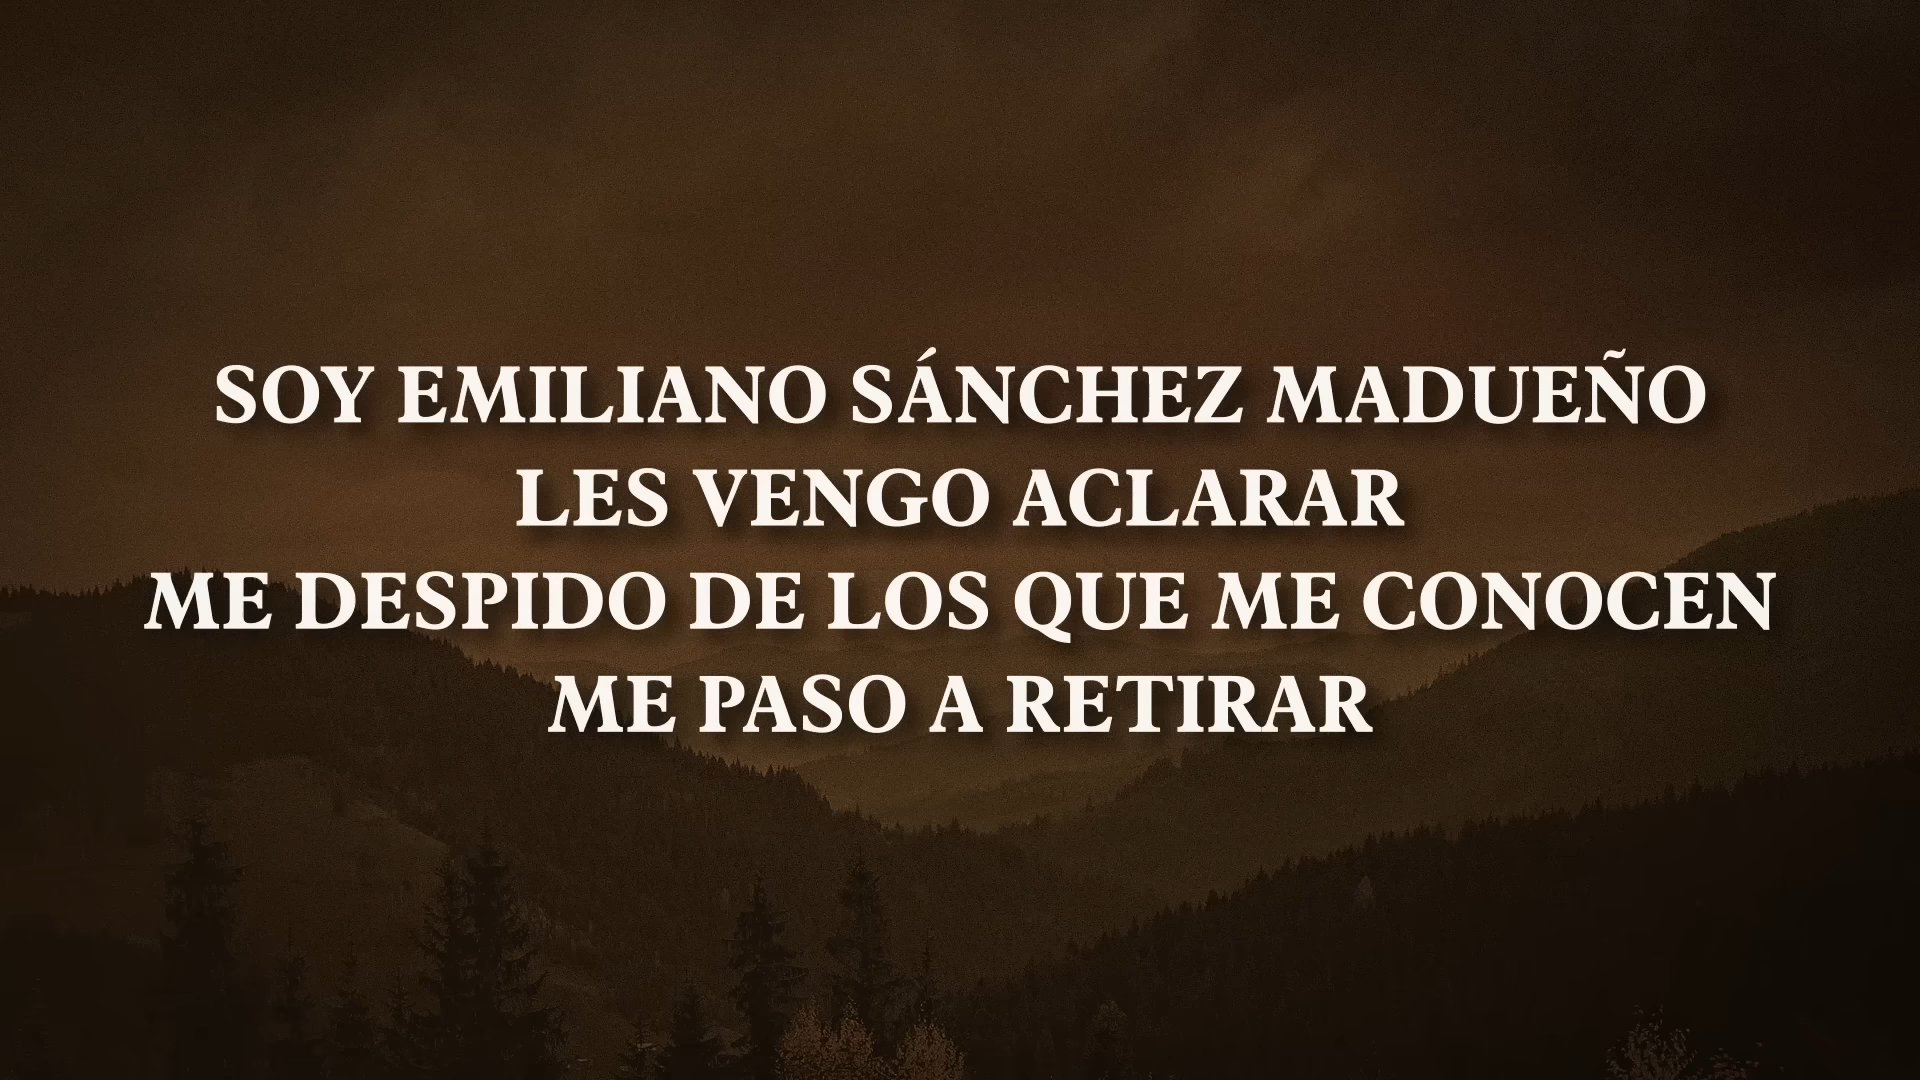 SOY EMILIANO SÁNCHEZ MADUEÑO
LES VENGO ACLARAR
ME DESPIDO DE LOS QUE ME CONOCEN
ME PASO A RETIRAR